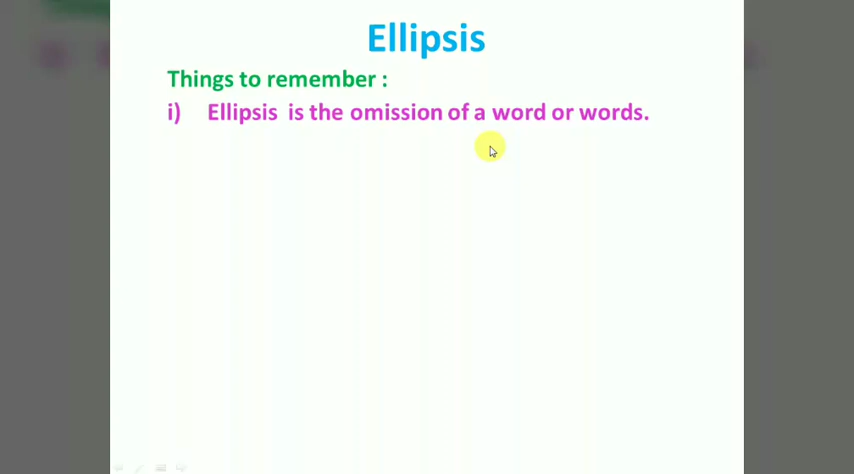 Ellipsis
Things to remember :
i) Ellipsis is the omission of a word or words.